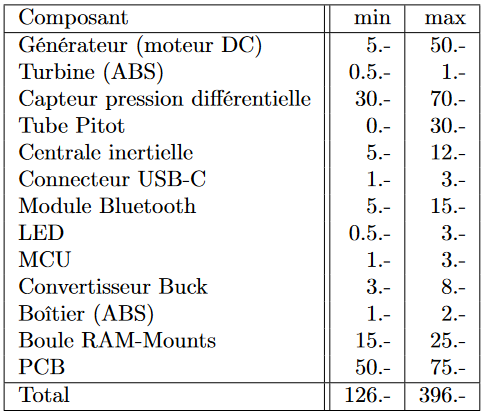 Composant min max
Générateur (moteur DC) 5.- 50.-
Turbine (ABS) 0.5.- 1.-
Capteur pression différentielle 30.- 70.-
Tube Pitot 0.- 30.-
Centrale inertielle 5.- 12.-
Connecteur USB-C 1.- 3.-
Module Bluetooth 5.- 15.-
LED 0.5.- 3.-
MCU 1.- 3.-
Convertisseur Buck 3.- 8.-
Boîtier (ABS) 1.- 2.-
Boule RAM-Mounts 15.- 25.-
PCB 50.- 75.-
Total 126.- 396.-